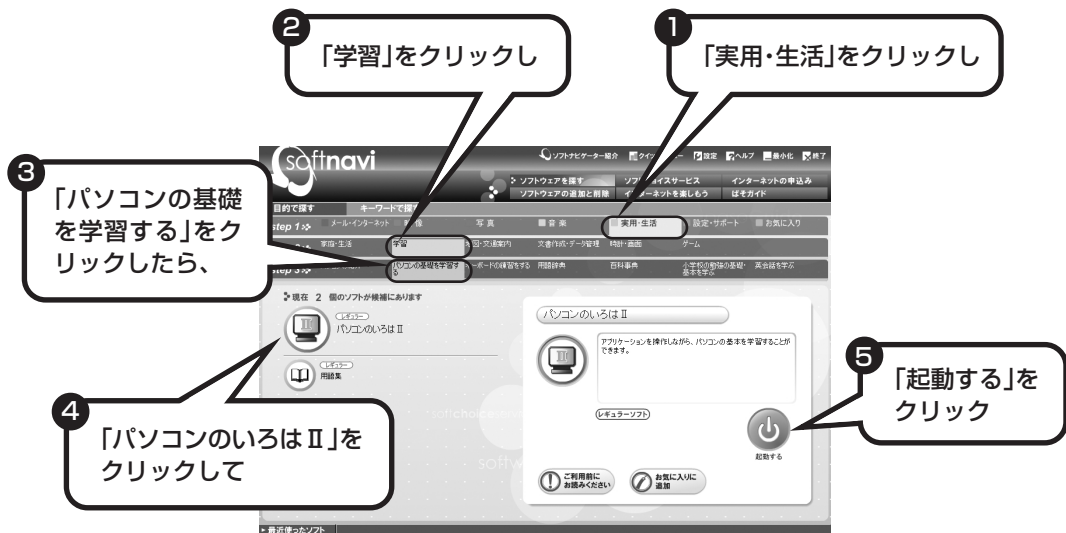 2
「学習」をクリックし
1
「実用・生活」をクリックし
3
「パソコンの基礎
を学習する」をク
リックしたら、
softnavi
ソフトナビゲーター紹介
設定 ヘルプ 最小化 終了
ソフトウェアを探す
インターネットの申込み
ソフトウェアの追加と削除
インターネットを楽しもう ぱそガイド
目的で探す キーワードで探す
step 1 メール・インターネット 写真 音楽 実用・生活 設定・サポート お気に入り
家庭・生活 学習 文書作成・データ管理 時計・画面 ゲーム
step 3 パソコンの基礎を学習す
る
キーボードの練習をする 用語辞典 百科事典 小学校の勉強の基礎・
基本を学ぶ
英会話を学ぶ
現在 2 個のソフトが候補にあります
レギュラー
パソコンのいろはⅡ
レギュラー
用語集
パソコンのいろはⅡ
アプリケーションを操作しながら、パソコンの基本を学習することが
できます。
レギュラーソフト
起動する
ご利用前に
お読みください
お気に入りに
追加
最近使ったソフト
4
「パソコンのいろはⅡ」を
クリックして
5
「起動する」を
クリック